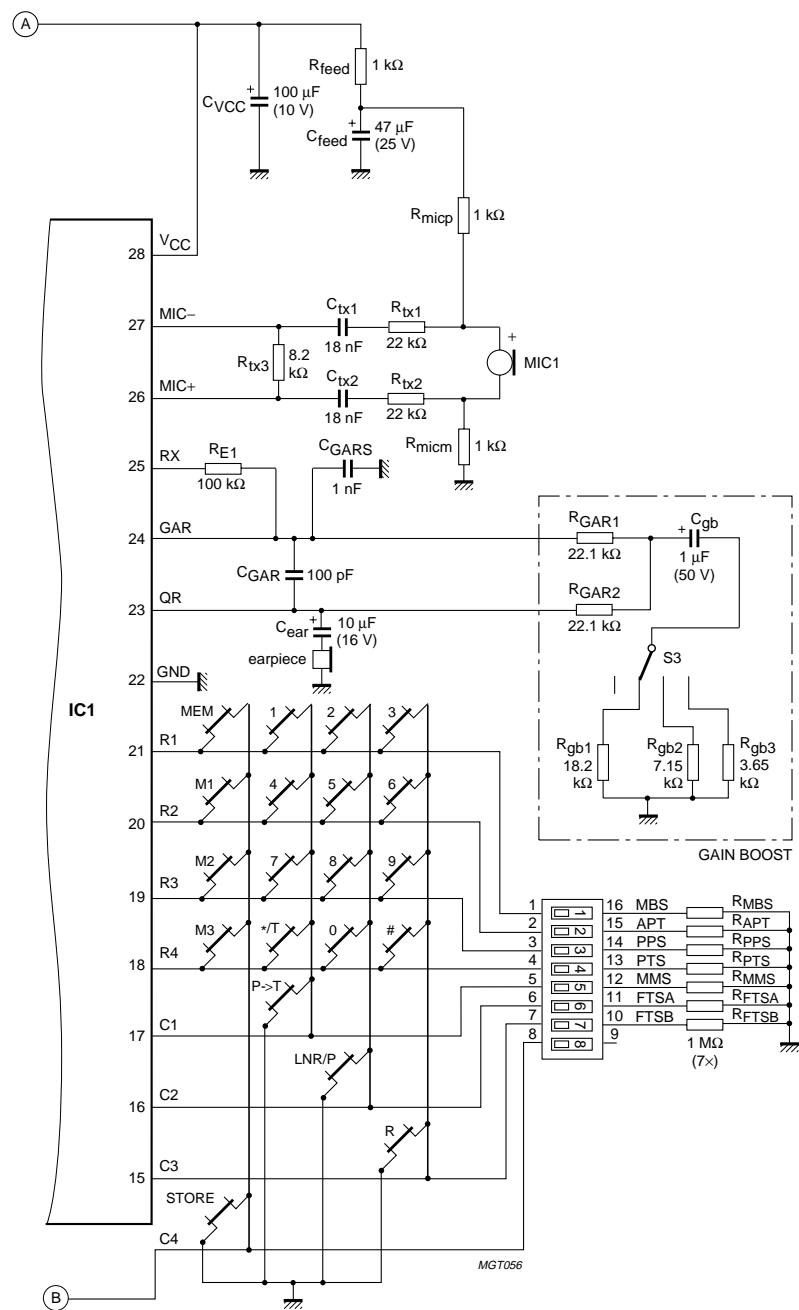 A
Rfeed
1 kΩ
CVCC
100 μF
(10 V)
Cfeed
47 μF
(25 V)
Rmicp
1 kΩ
28
VCC
27
MIC−
Ctx1
18 nF
Rtx1
22 kΩ
Rtx3
8.2
kΩ
MIC1
26
MIC+
Ctx2
18 nF
Rtx2
22 kΩ
Rmicm
1 kΩ
25
RX
RE1
100 kΩ
CGARS
1 nF
24
GAR
CGAR
100 pF
RGAR1
22.1 kΩ
Cgb
1 μF
(50 V)
23
QR
Cear
10 μF
(16 V)
earpiece
RGAR2
22.1 kΩ
S3
22
GND
IC1
Rgb1
18.2
kΩ
Rgb2
7.15
kΩ
Rgb3
3.65
kΩ
GAIN BOOST
MEM
1
2
3
21
R1
M1
4
5
6
20
R2
M2
7
8
9
19
R3
M3
*/T
0
#
18
R4
P->T
17
C1
LNR/P
16
C2
R
15
C3
STORE
C4
B
1
1
16
MBS
RMBS
2
2
15
APT
RAPT
3
3
14
PPS
RPPS
4
4
13
PTS
RPTS
5
5
12
MMS
RMMS
6
6
11
FTSA
RFTSA
7
7
10
FTSB
RFTSB
8
8
9
1 MΩ
(7×)
MGT056